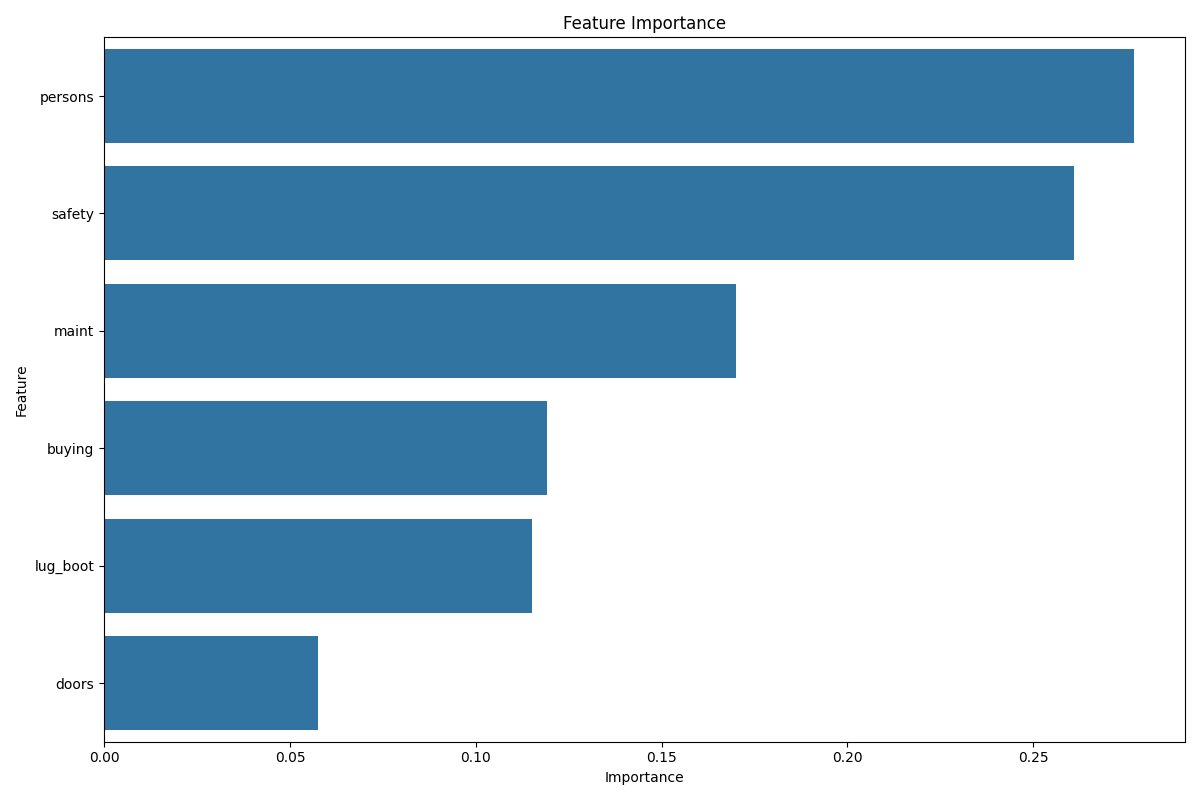 Feature Importance
persons
safety
maint
buying
lug_boot
doors
Feature
0.00 0.05 0.10 0.15 0.20 0.25
Importance